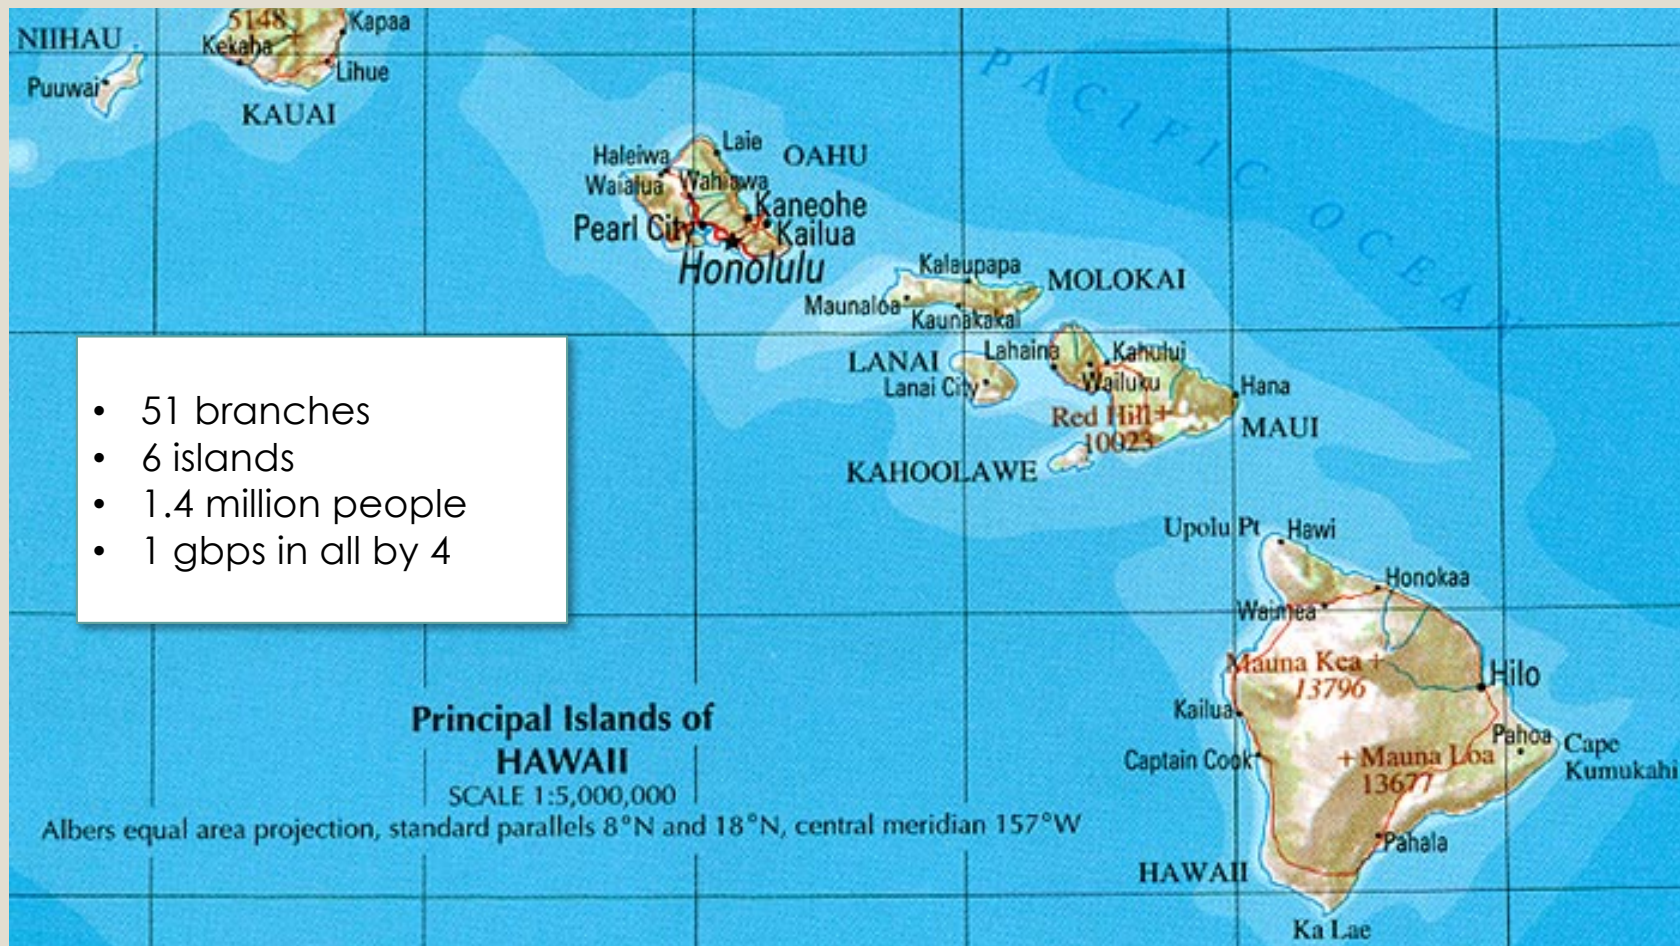 5148
Kapaa
NIIHAU
Kekaha
Puuwai
Lihue
KAUAI
PACIFIC OCEAN
Laie
Haleiwa
OAHU
Waialua
Wahiawa
Kaneohe
Pearl City
Kailua
Honolulu
Kalaupapa
MOLOKAI
Maunaloa
Kaunakakai
LANAI
Lahaina
Kahului
Lanai City
Wailuku
Hana
Red Hill
10023
MAUI
KAHOOLAWE
• 51 branches
• 6 islands
• 1.4 million people
• 1 gbps in all by 4
Upolu Pt
Hawi
Honokaa
Waimea
Mauna Kea
13796
Hilo
Kailua
Pahoa
Cape
Kumukahi
Captain Cook
Mauna Loa
13677
Pahala
HAWAII
Ka Lae
Principal Islands of
HAWAII
SCALE 1:5,000,000
Albers equal area projection, standard parallels 8°N and 18°N, central meridian 157°W